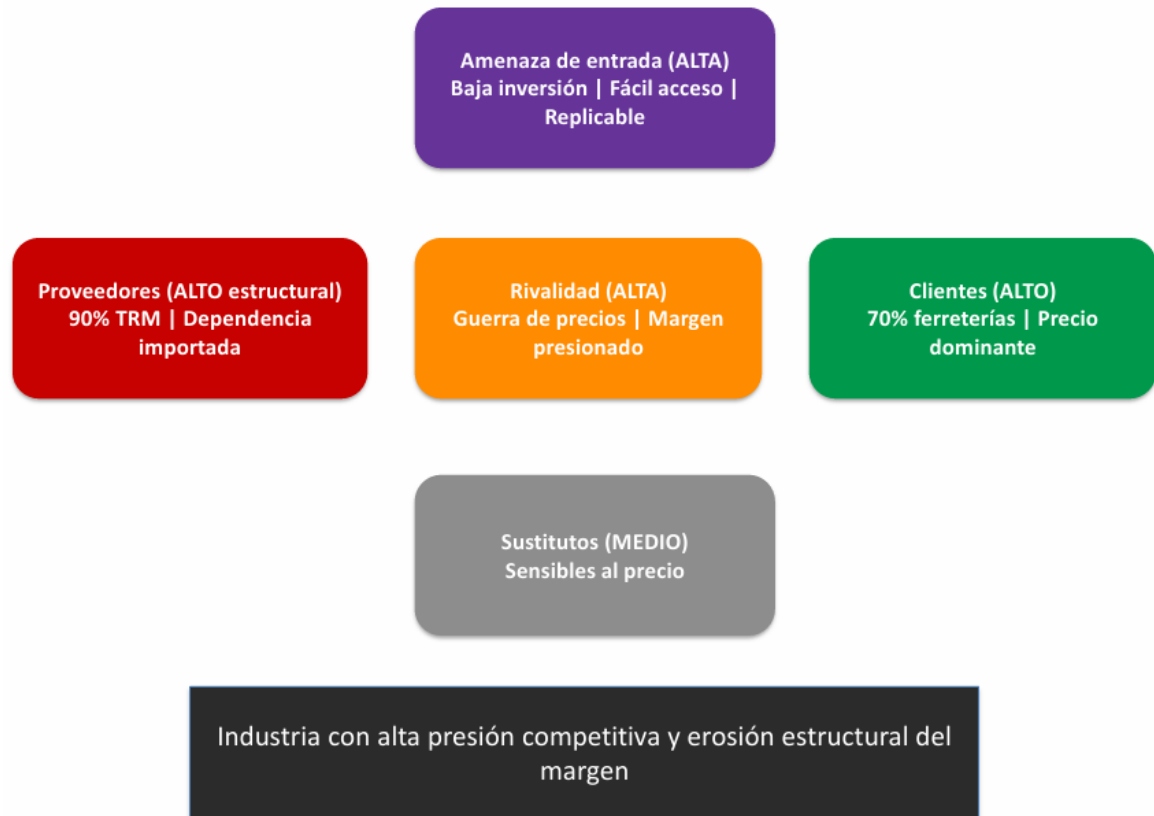 Amenaza de entrada (ALTA)
Baja inversión | Fácil acceso |
Replicable
Proveedores (ALTO estructural)
90% TRM | Dependencia
importada
Rivalidad (ALTA)
Guerra de precios | Margen
presionado
Clientes (ALTO)
70% ferreterías | Precio
dominante
Sustitutos (MEDIO)
Sensibles al precio
Industria con alta presión competitiva y erosión estructural del
margen